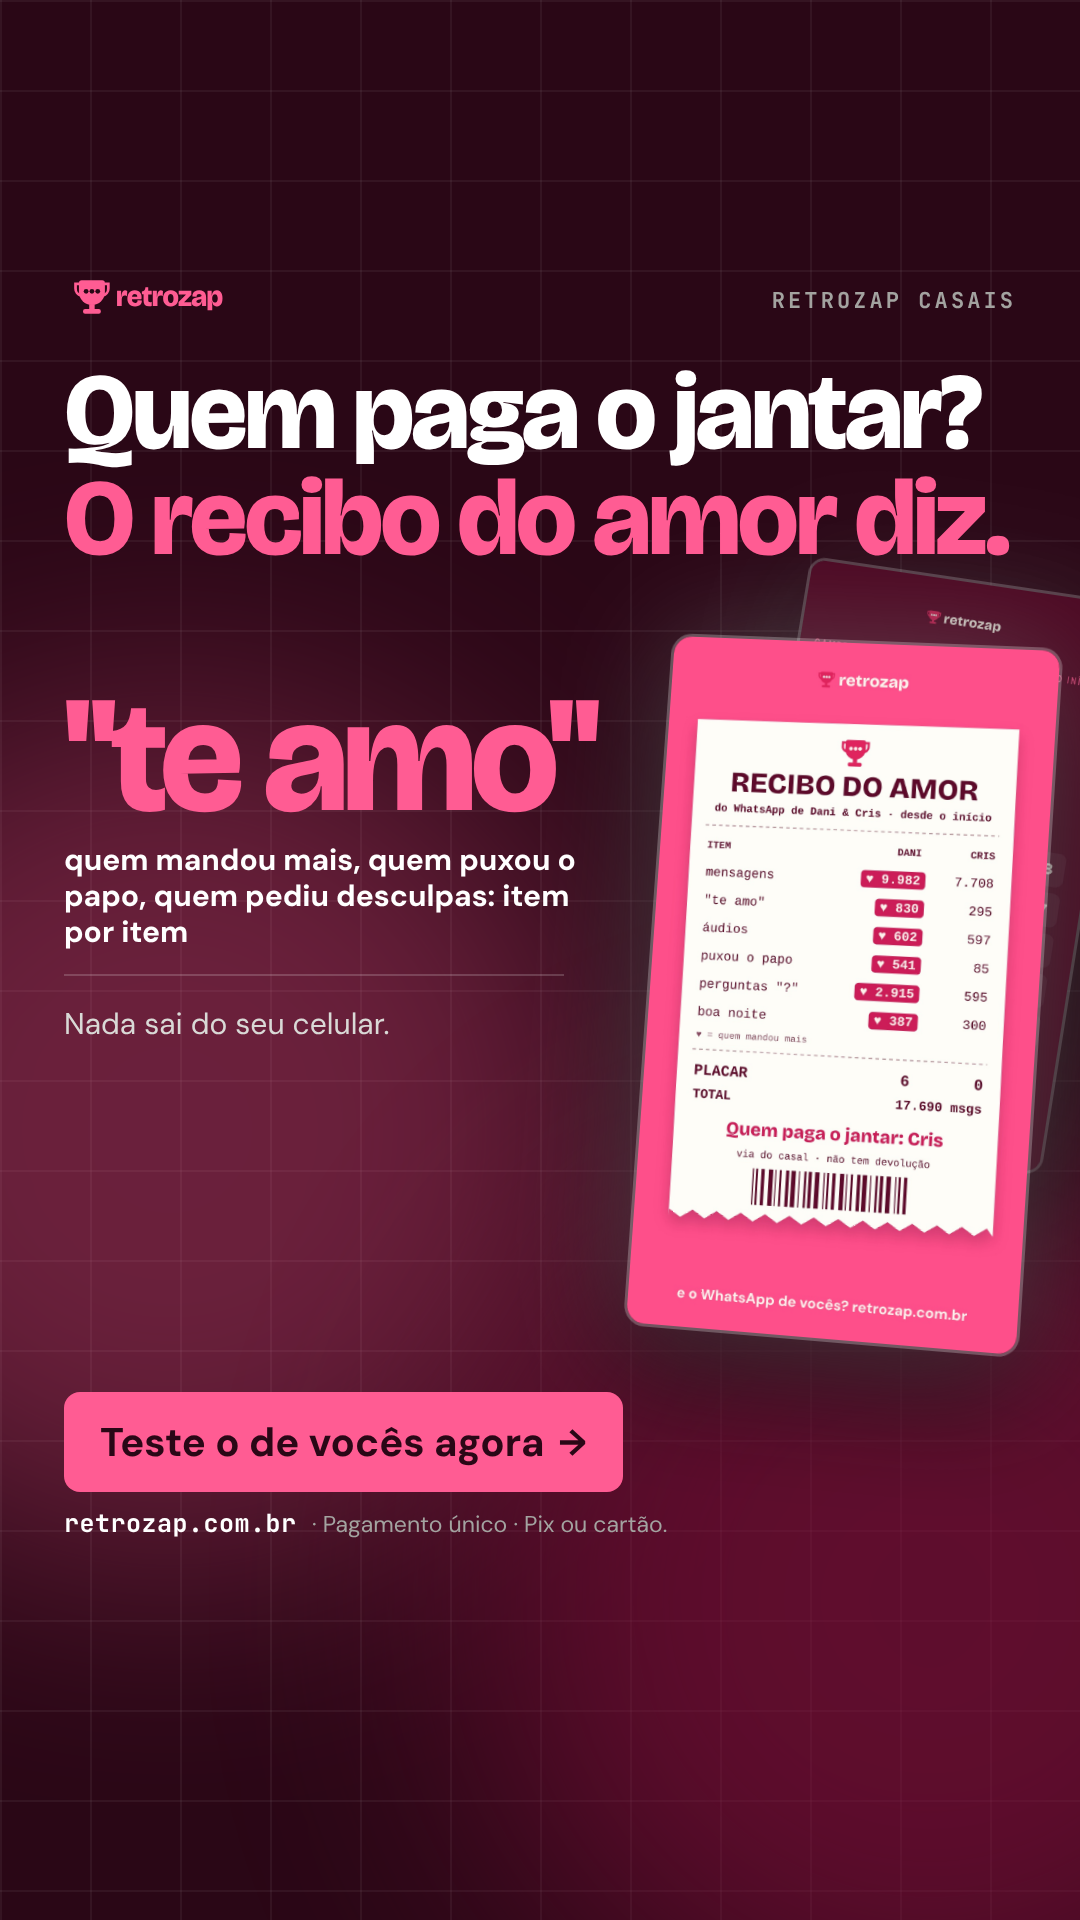 retrozap
RETROZAP CASAIS
Quem paga o jantar?
O recibo do amor diz.
"te amo"
quem mandou mais, quem puxou o
papo, quem pediu desculpas: item
por item
Nada sai do seu celular.
retrozap
retrozap
RECIBO DO AMOR
do WhatsApp de Dani & Cris · desde o início
ITEM DANI CRIS
mensagens ♥ 9.982 7.708
"te amo" ♥ 830 295
áudios ♥ 602 597
puxou o papo ♥ 541 85
perguntas "?" ♥ 2.915 595
boa noite ♥ 387 300
♥ = quem mandou mais
PLACAR 6 0
TOTAL 17.690 msgs
Quem paga o jantar: Cris
via do casal · não tem devolução
e o WhatsApp de vocês? retrozap.com.br
Teste o de vocês agora →
retrozap.com.br · Pagamento único · Pix ou cartão.